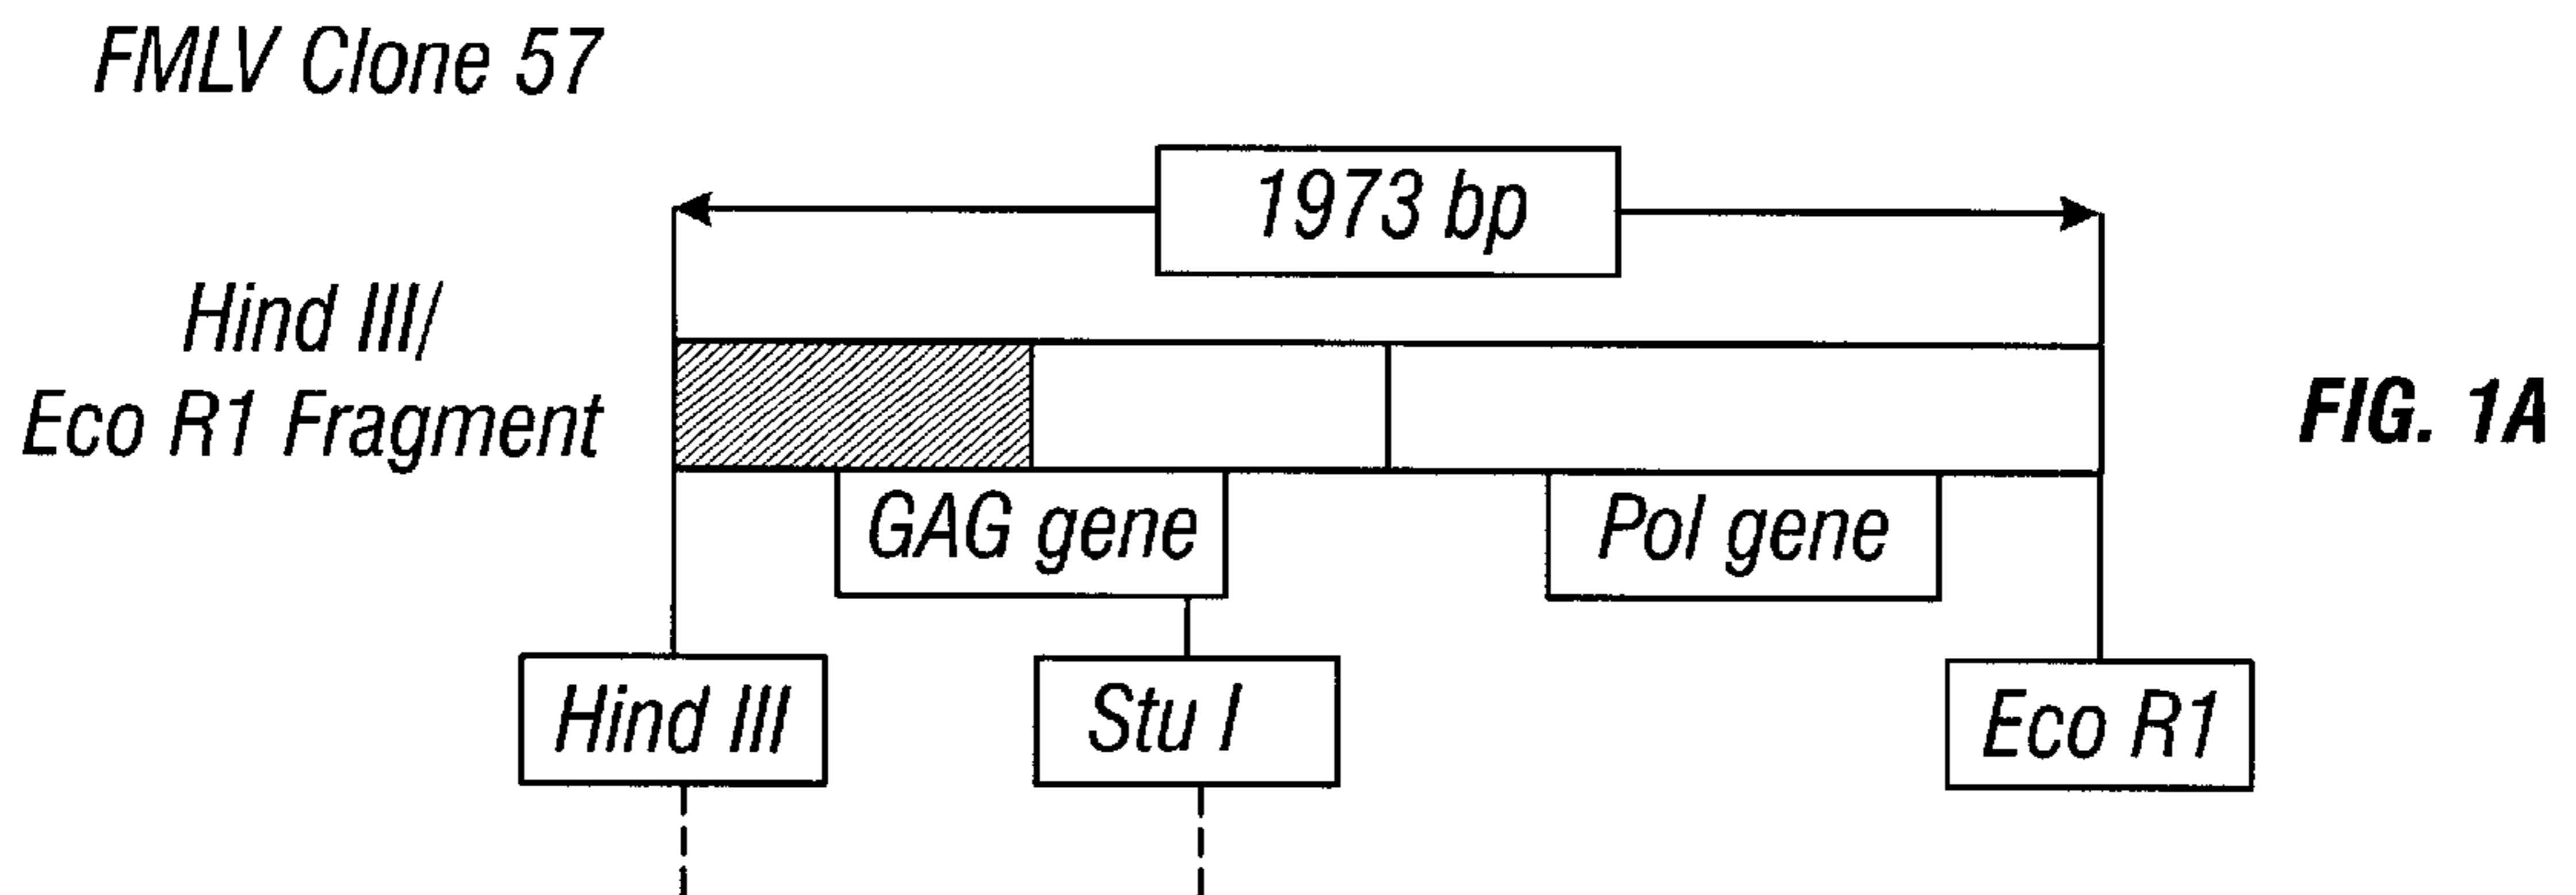 FMLV Clone 57
1973 bp
Hind III/
Eco R1 Fragment
FIG. 1A
GAG gene
Pol gene
Hind III
Stu I
Eco R1